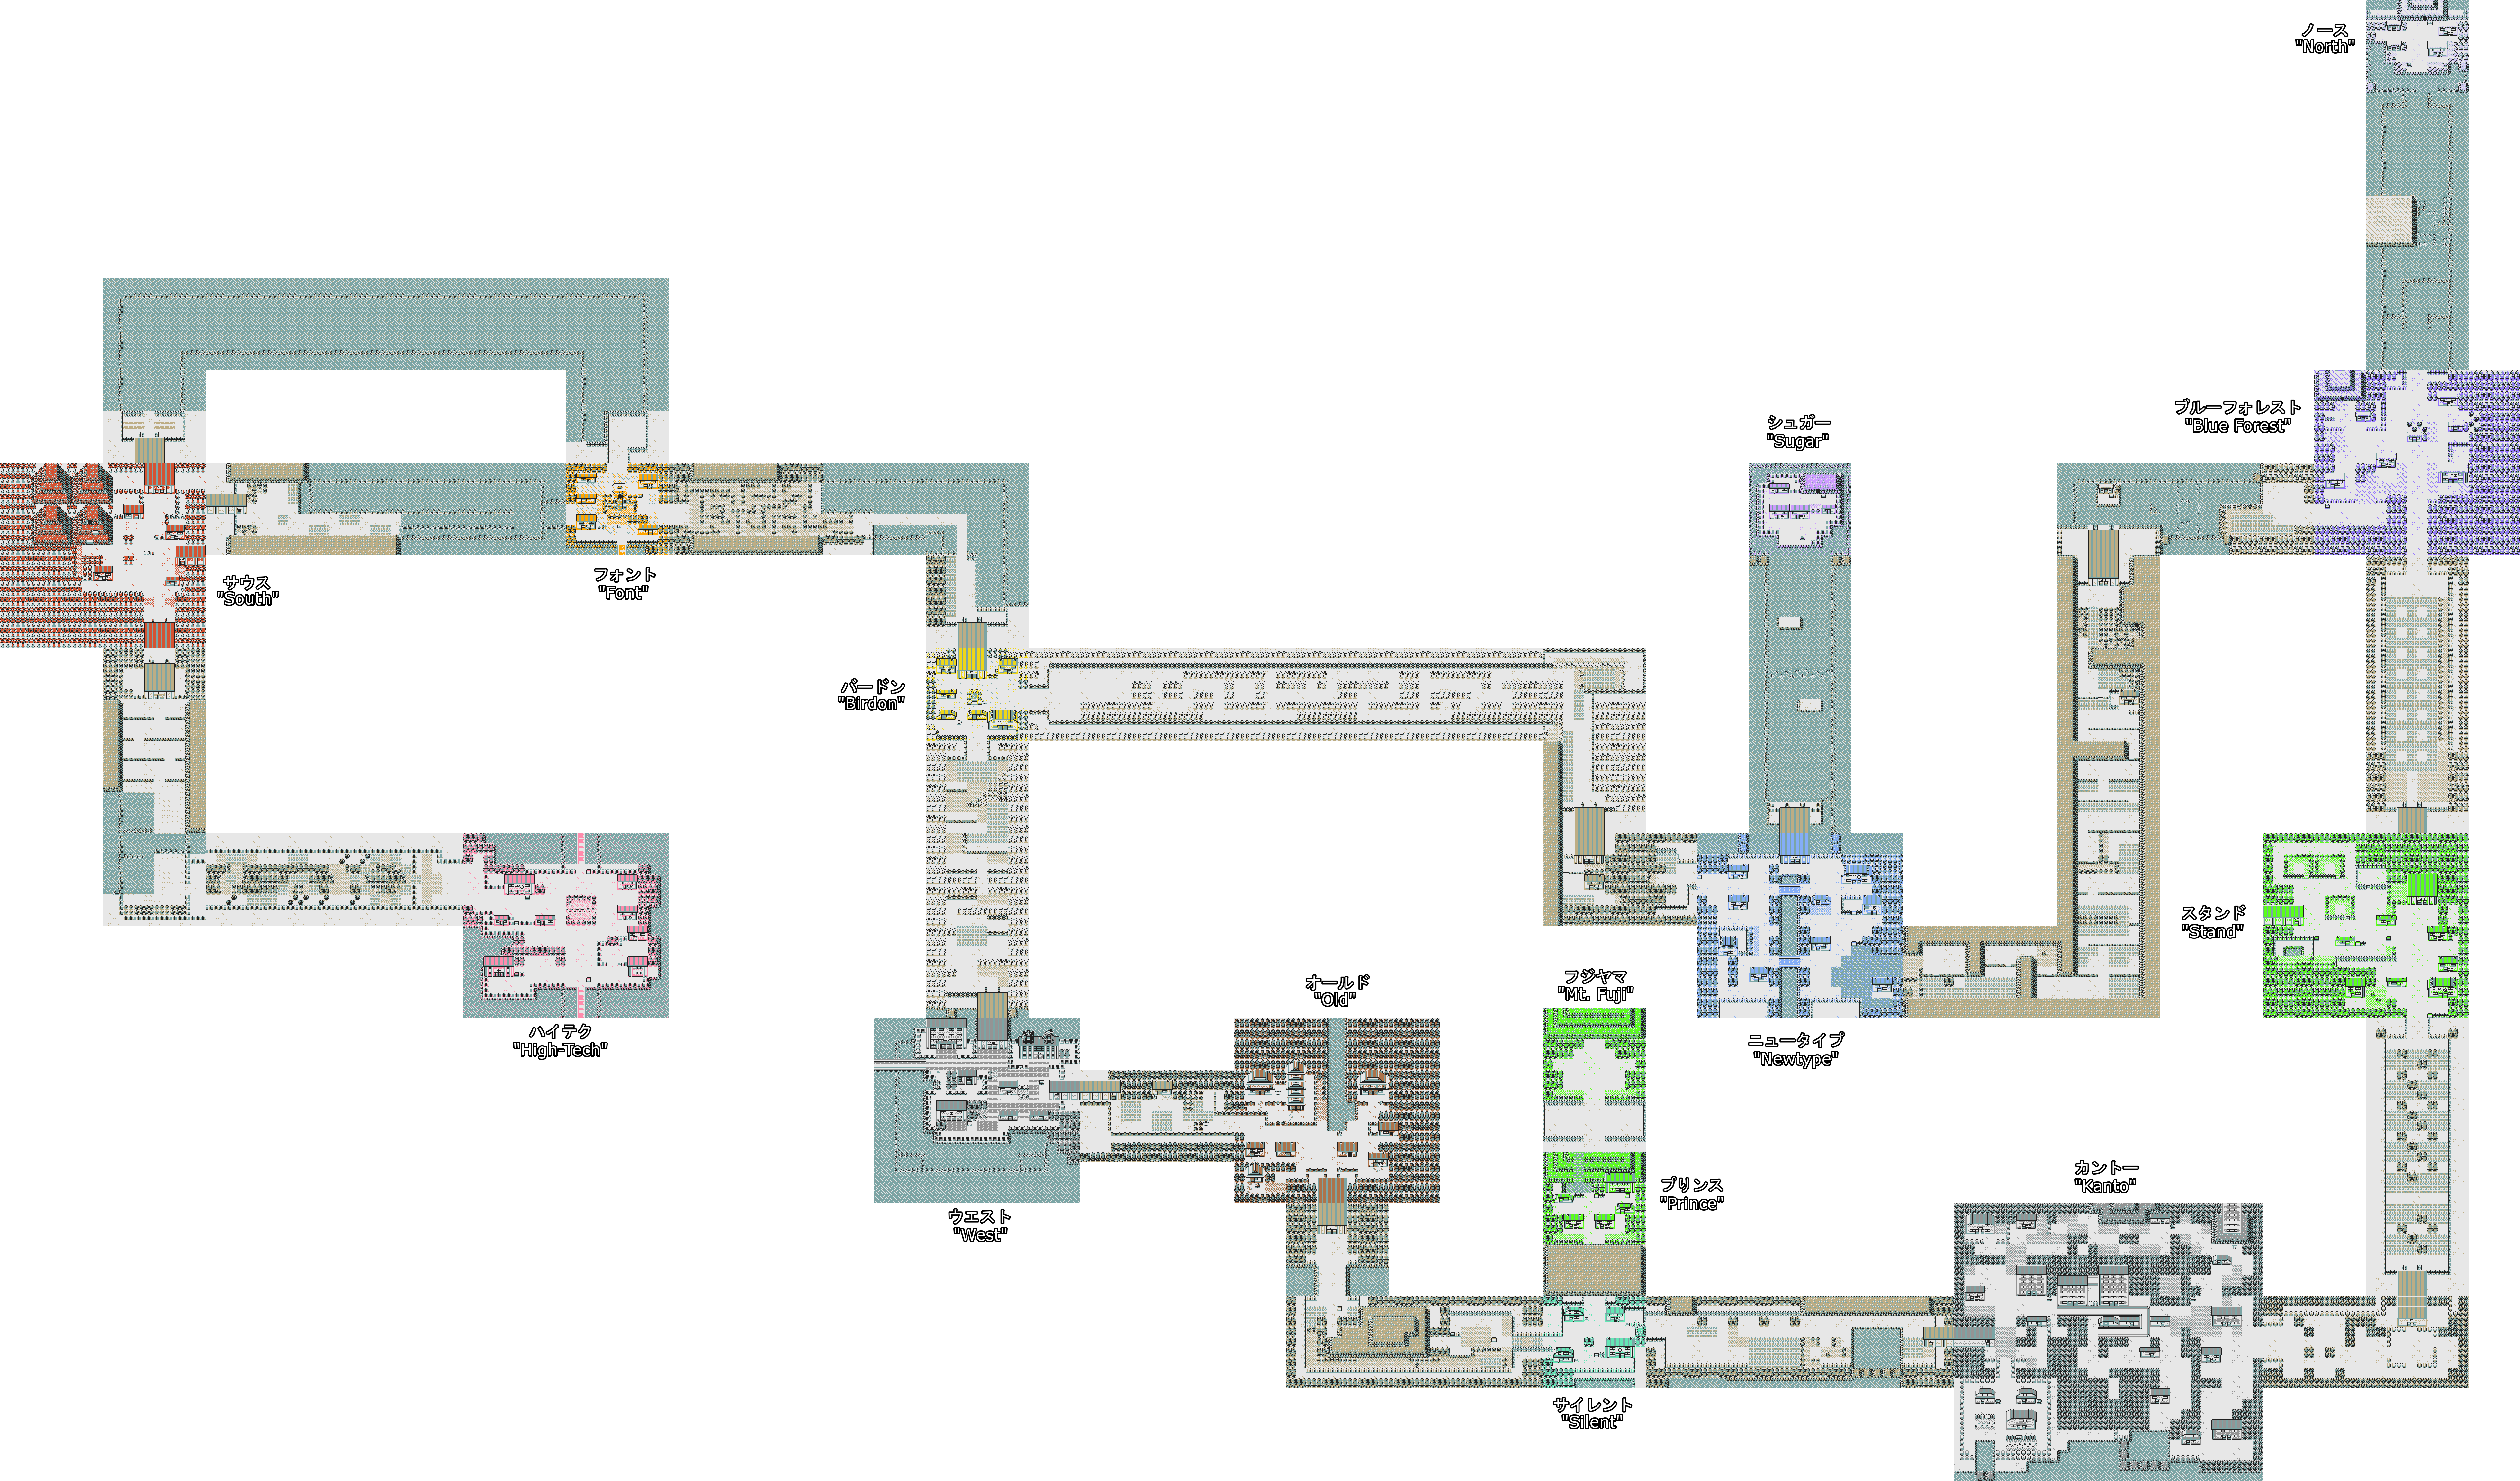 ノース
"North"
ブルーフォレスト
"Blue Forest"
シュガー
"Sugar"
サウス
"South"
フォント
"Font"
バードン
"Birdon"
スタンド
"Stand"
オールド
"Old"
フジヤマ
"Mt. Fuji"
ハイテク
"High-Tech"
ニュータイプ
"Newtype"
カントー
"Kanto"
プリンス
"Prince"
ウエスト
"West"
サイレント
"Silent"